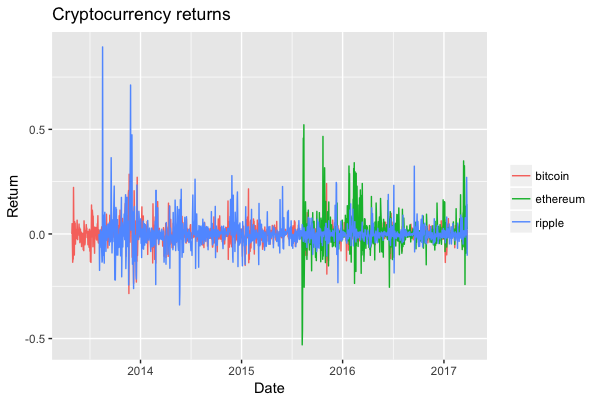 Cryptocurrency returns
Return
0.5
0.0
-0.5
2014
2015
2016
2017
Date
bitcoin
ethereum
ripple